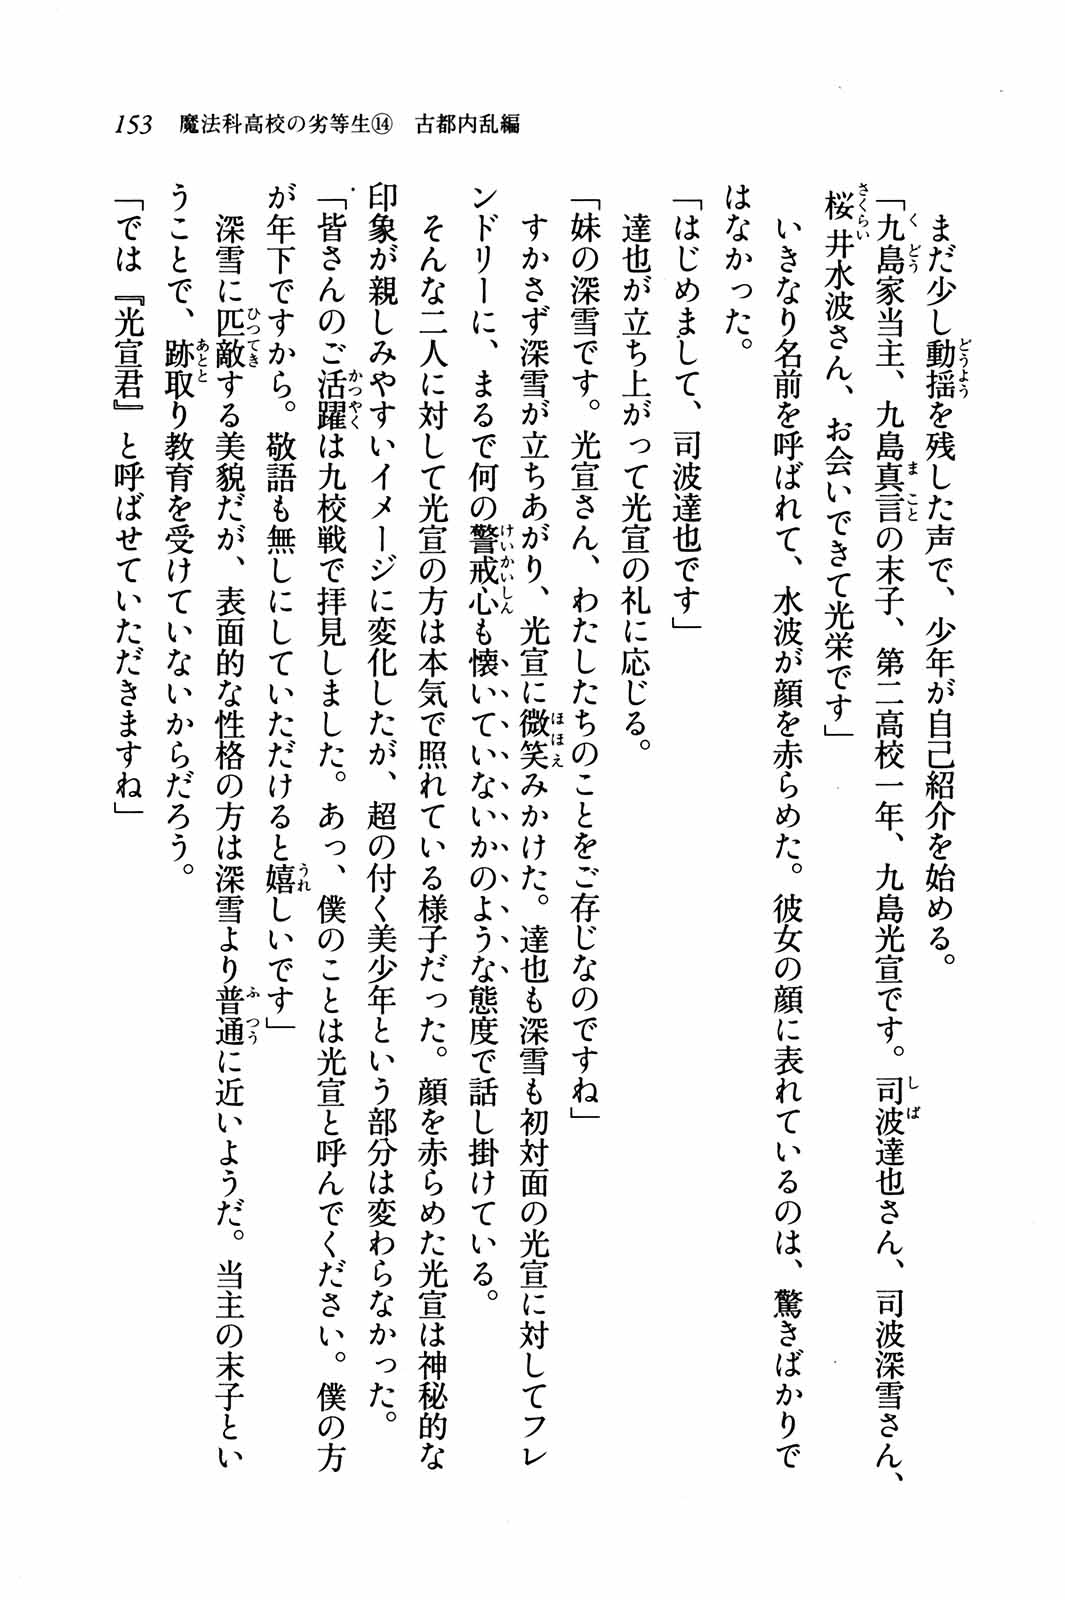 153　魔法科高校の劣等生⑭　古都内乱編
　まだ少し動揺を残した声で、少年が自己紹介を始める。
「九島家当主、九島真言の末子、第二高校一年、九島光宣です。司波達也さん、司波深雪さん、
桜井水波さん、お会いできて光栄です」
　いきなり名前を呼ばれて、水波が顔を赤らめた。彼女の顔に表れているのは、驚きばかりで
はなかった。
「はじめまして、司波達也です」
　達也が立ち上がって光宣の礼に応じる。
「妹の深雪です。光宣さん、わたしたちのことをご存じなのですね」
　すかさず深雪が立ちあがり、光宣に微笑みかけた。達也も深雪も初対面の光宣に対してフレ
ンドリーに、まるで何の警戒心も懐いていないかのような態度で話し掛けている。
　そんな二人に対して光宣の方は本気で照れている様子だった。顔を赤らめた光宣は神秘的な
印象が親しみやすいイメージに変化したが、超の付く美少年という部分は変わらなかった。
「皆さんのご活躍は九校戦で拝見しました。あっ、僕のことは光宣と呼んでください。僕の方
が年下ですから。敬語も無しにしていただけると嬉しいです」
　深雪に匹敵する美貌だが、表面的な性格の方は深雪より普通に近いようだ。当主の末子とい
うことで、跡取り教育を受けていないからだろう。
「では『光宣君』と呼ばせていただきますね」